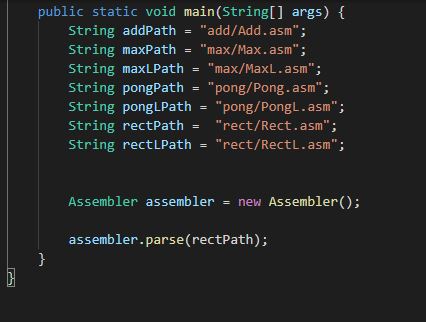 public static void main(String[] args) {
String addPath = "add/Add.asm";
String maxPath = "max/Max.asm";
String maxLPath = "max/MaxL.asm";
String pongPath = "pong/Pong.asm";
String pongLPath = "pong/PongL.asm";
String rectPath =  "rect/Rect.asm";
String rectLPath = "rect/RectL.asm";
Assembler assembler = new Assembler();
assembler.parse(rectPath);
}
}